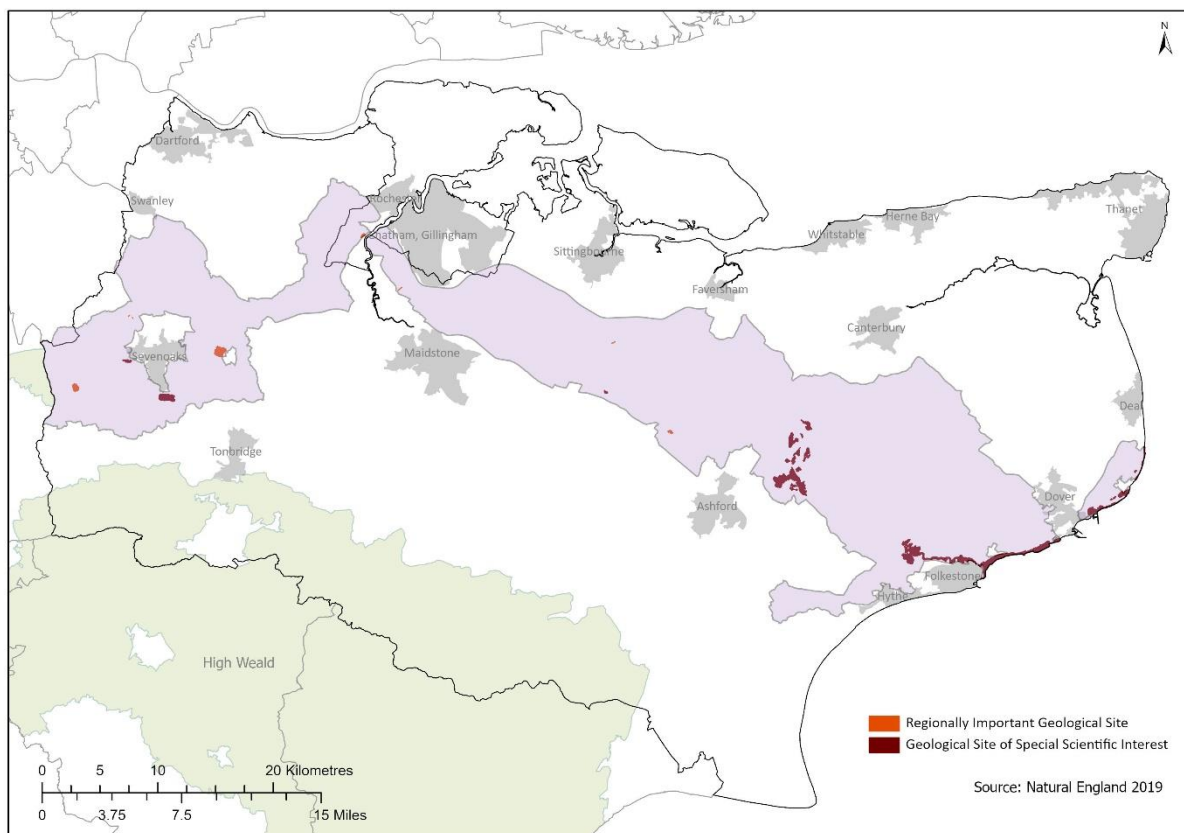 N
Dartford
Swanley
Rochester
Chatham, Gillingham
Sittingbourne
Whitstable
Herne Bay
Thanet
Faversham
Canterbury
Sevenoaks
Maidstone
Deal
Tonbridge
Ashford
Dover
Folkestone
Hythe
High Weald
Regionally Important Geological Site
Geological Site of Special Scientific Interest
Source: Natural England 2019
0 5 10 20 Kilometres
0 3.75 7.5 15 Miles